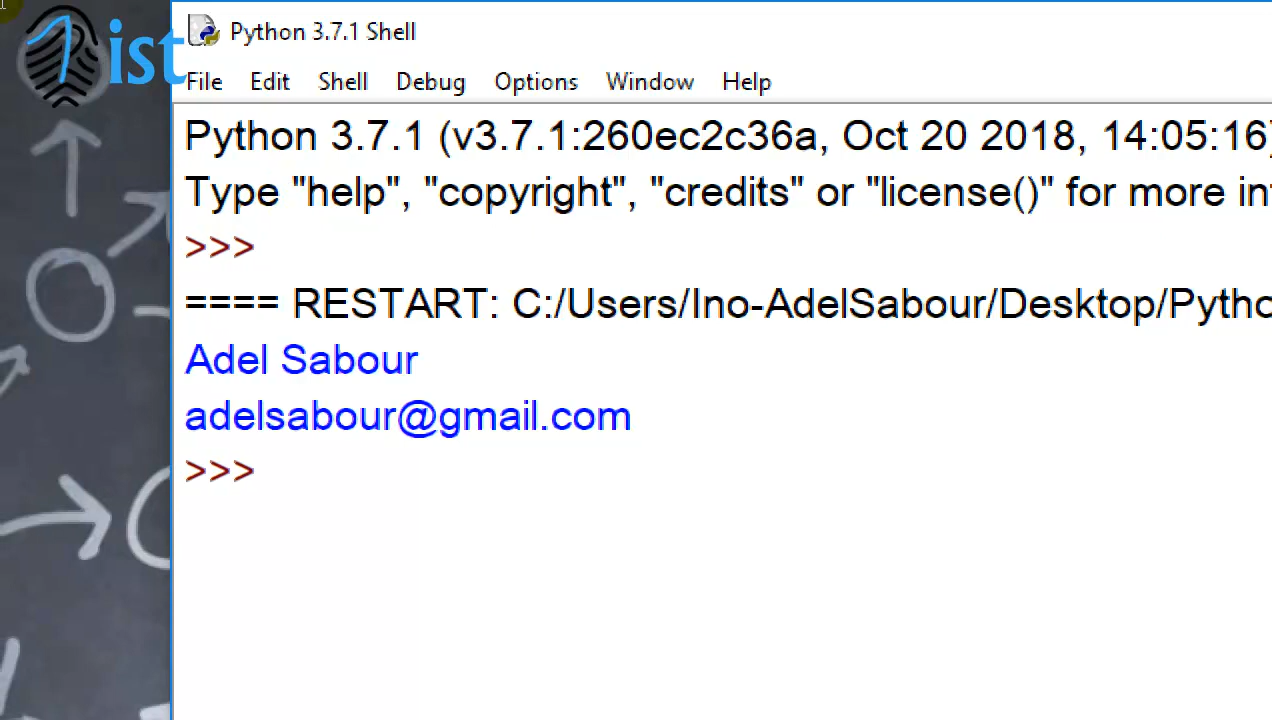 1ist
Python 3.7.1 Shell
File Edit Shell Debug Options Window Help
Python 3.7.1 (v3.7.1:260ec2c36a, Oct 20 2018, 14:05:16)
Type "help", "copyright", "credits" or "license()" for more in
>>>
==== RESTART: C:/Users/Ino-AdelSabour/Desktop/Pytho
Adel Sabour
adelsabour@gmail.com
>>>